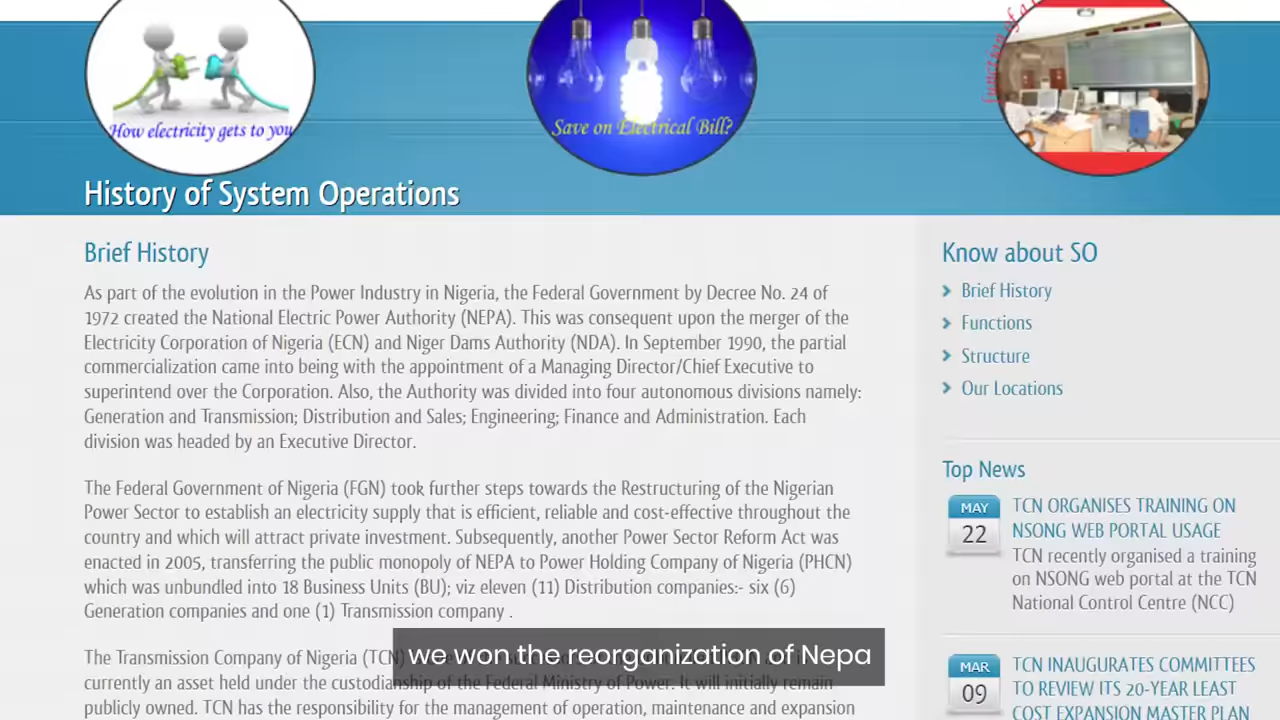 How electricity gets to you
Save on Electrical Bill?
History of System Operations
Brief History
As part of the evolution in the Power Industry in Nigeria, the Federal Government by Decree No. 24 of
1972 created the National Electric Power Authority (NEPA). This was consequent upon the merger of the
Electricity Corporation of Nigeria (ECN) and Niger Dams Authority (NDA). In September 1990, the partial
commercialization came into being with the appointment of a Managing Director/Chief Executive to
superintend over the Corporation. Also, the Authority was divided into four autonomous divisions namely:
Generation and Transmission; Distribution and Sales; Engineering; Finance and Administration. Each
division was headed by an Executive Director.
The Federal Government of Nigeria (FGN) took further steps towards the Restructuring of the Nigerian
Power Sector to establish an electricity supply that is efficient, reliable and cost-effective throughout the
country and which will attract private investment. Subsequently, another Power Sector Reform Act was
enacted in 2005, transferring the public monopoly of NEPA to Power Holding Company of Nigeria (PHCN)
which was unbundled into 18 Business Units (BU); viz eleven (11) Distribution companies:- six (6)
Generation companies and one (1) Transmission company .
The Transmission Company of Nigeria (TCN)
currently an asset held under the custodianship of the Federal Ministry of Power. It will initially remain
publicly owned. TCN has the responsibility for the management of operation, maintenance and expansion
we won the reorganization of Nepa
Know about SO
Brief History
Functions
Structure
Our Locations
Top News
MAY
22
TCN ORGANISES TRAINING ON
NSONG WEB PORTAL USAGE
TCN recently organised a training
on NSONG web portal at the TCN
National Control Centre (NCC)
MAR
09
TCN INAUGURATES COMMITTEES
TO REVIEW ITS 20-YEAR LEAST
COST EXPANSION MASTER PLAN